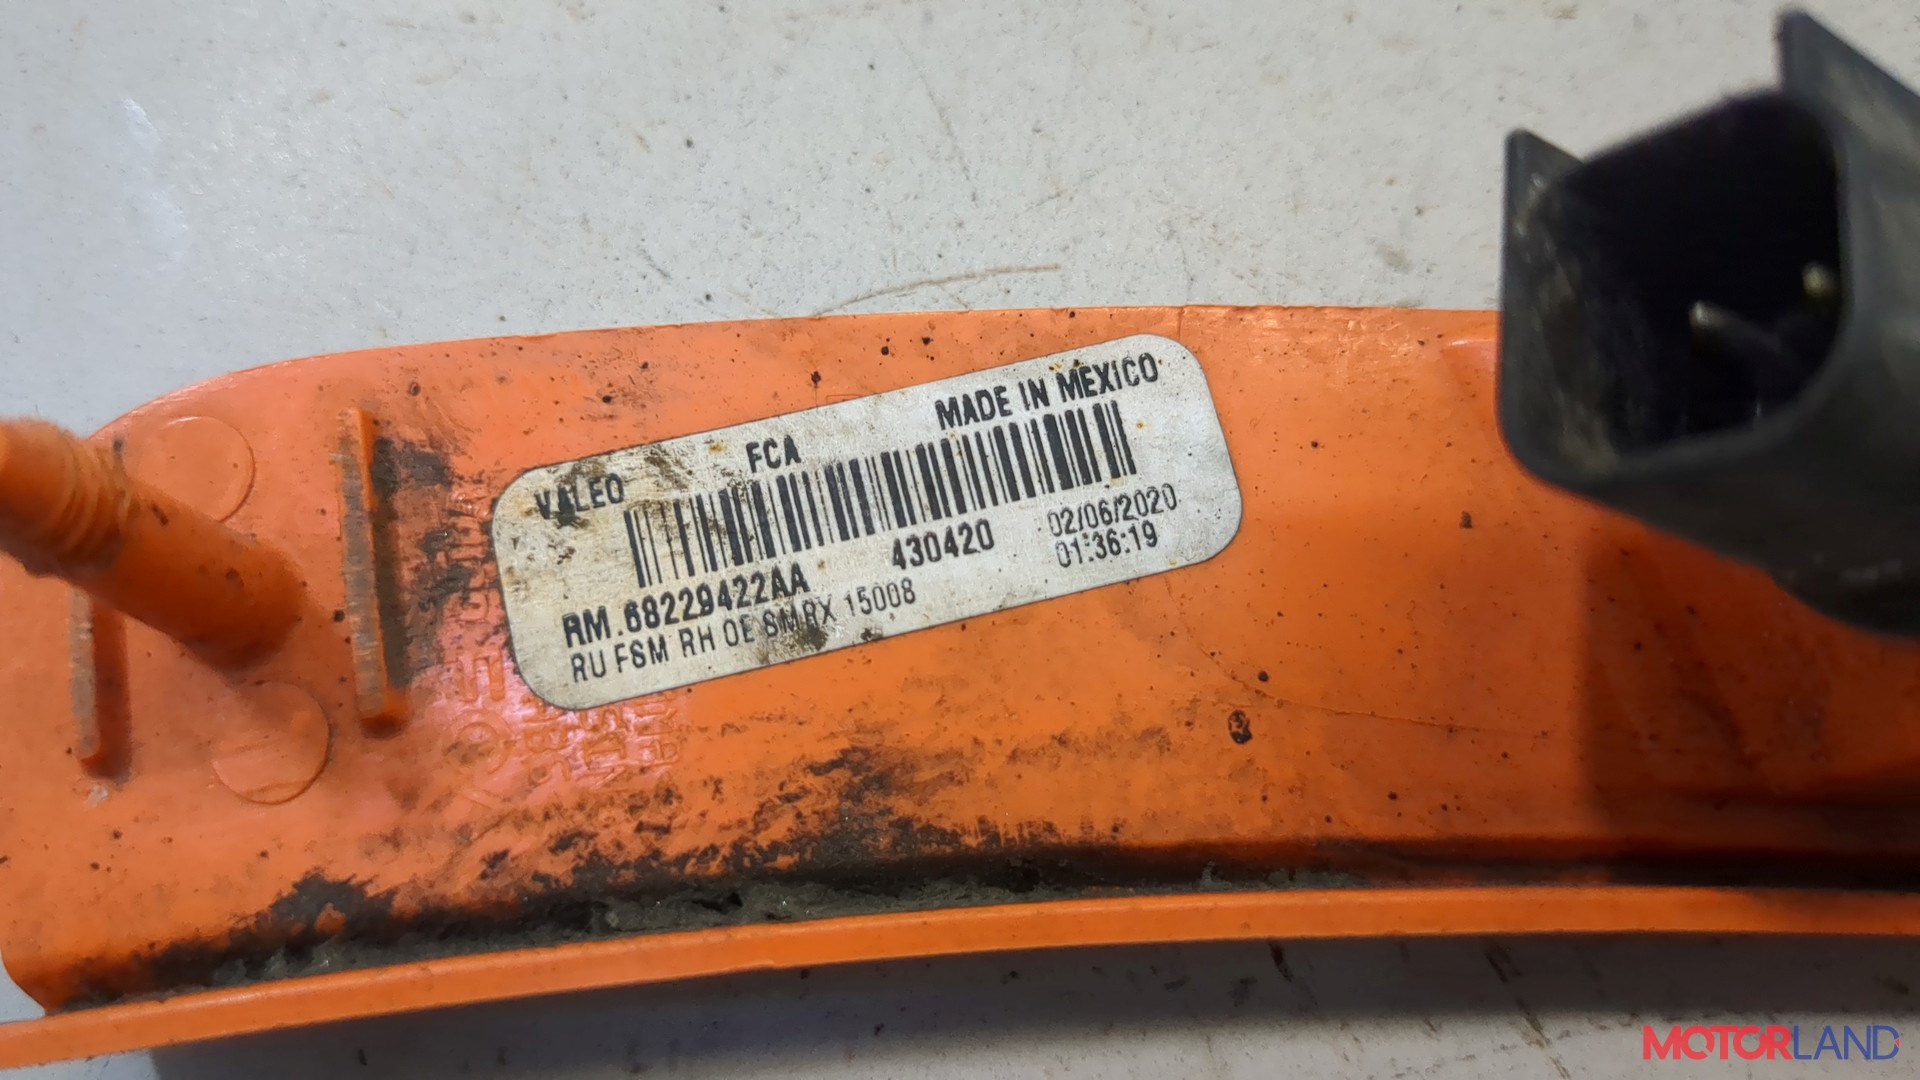 VALEO FCA MADE IN MEXICO
RM.68229422AA 430420 02/06/2020
RU FSM RH OE SMRX 15008 01:36:19
MOTORLAND